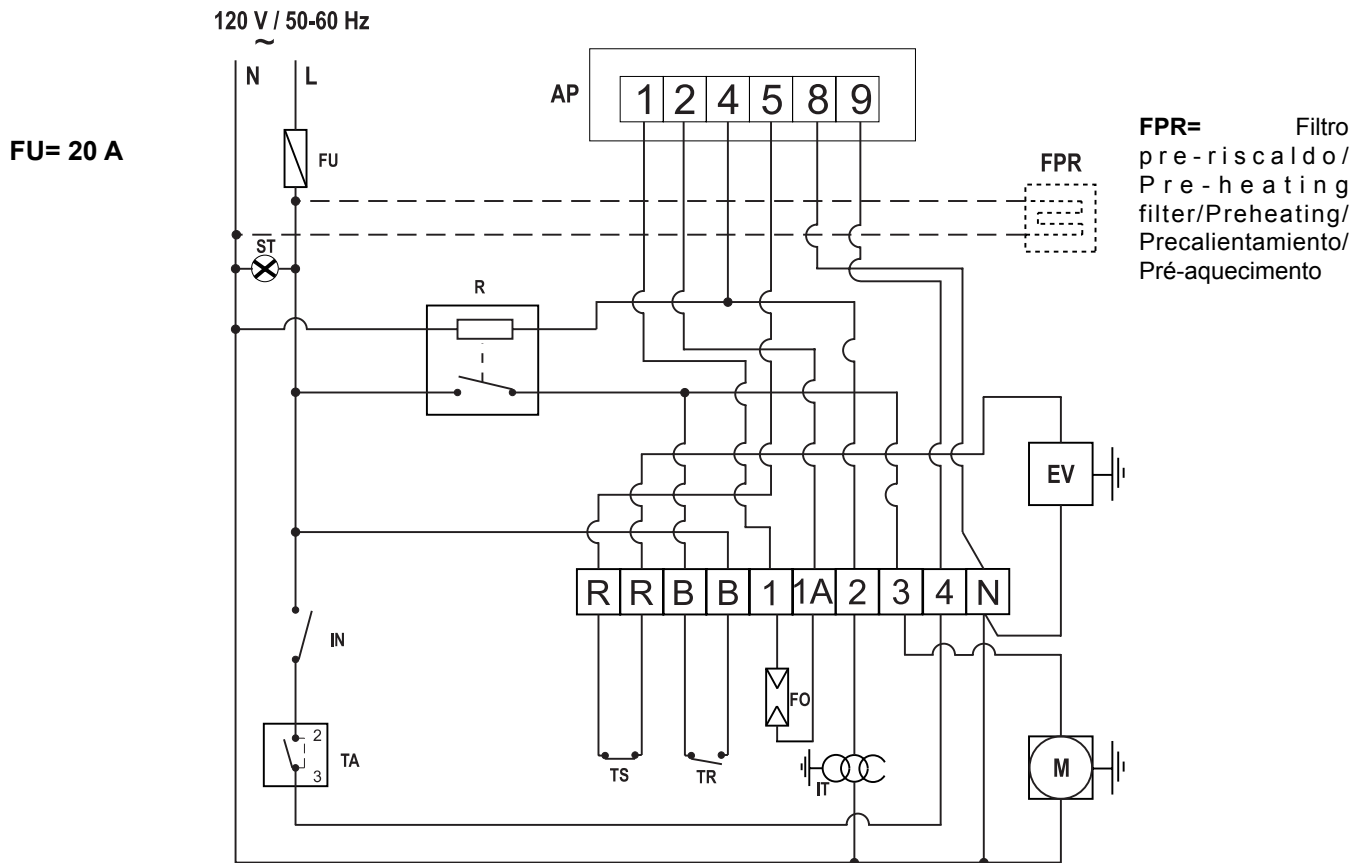 120 V / 50-60 Hz
~
N L
AP
1 2 4 5 8 9
FU= 20 A
FU
FPR
FPR= Filtro
pre-riscaldo/
Pre-heating
filter/Preheating/
Precalientamiento/
Pré-aquecimento
ST
R
EV
R R B B 1 1A 2 3 4 N
IN
FO
2
TA
3
TS
TR
IT
M